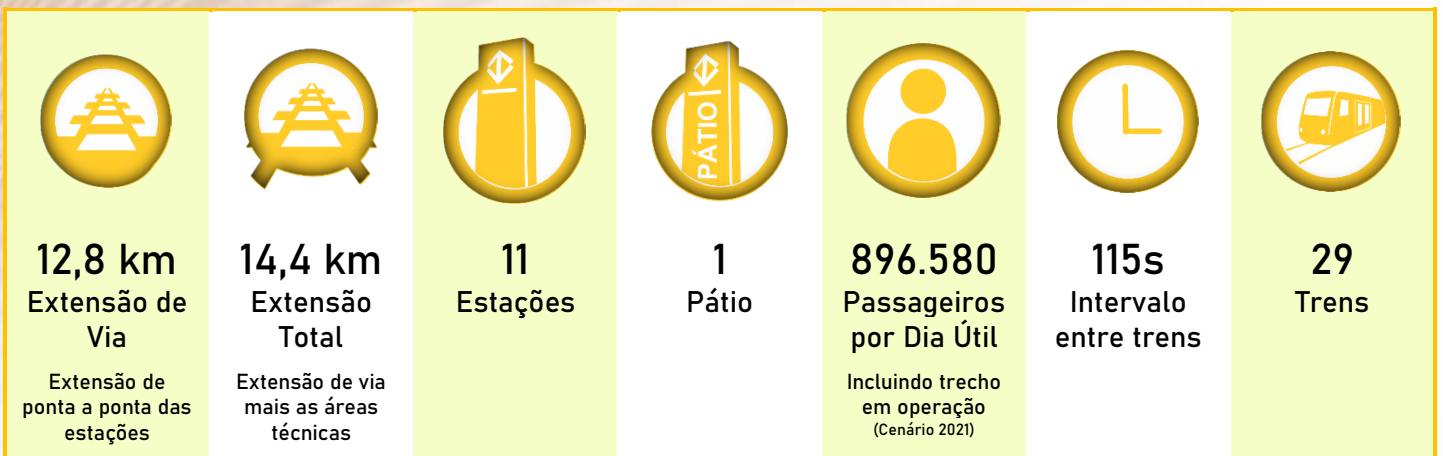 PÁTIO
12,8 km
Extensão de
Via
Extensão de
ponta a ponta das
estações
14,4 km
Extensão
Total
Extensão de via
mais as áreas
técnicas
11
Estações
1
Pátio
896.580
Passageiros
por Dia Útil
Incluindo trecho
em operação
(Cenário 2021)
115s
Intervalo
entre trens
29
Trens